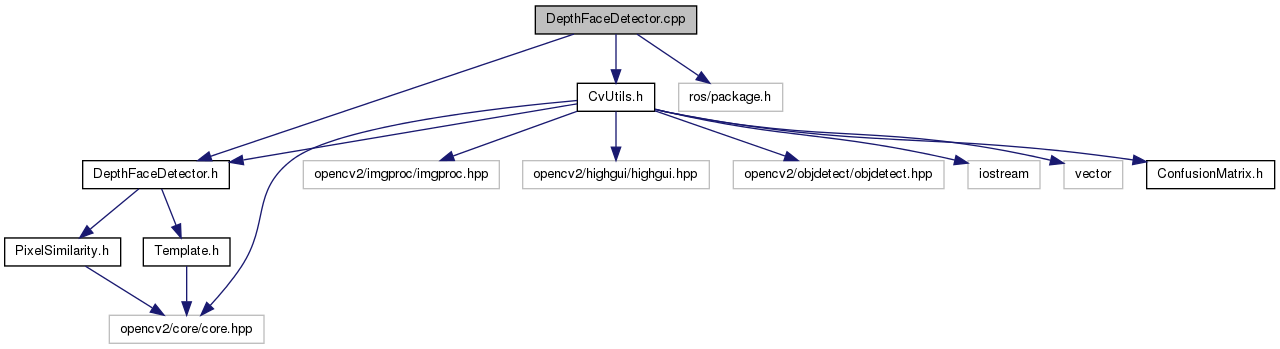 DepthFaceDetector.cpp
CvUtils.h
ros/package.h
DepthFaceDetector.h
opencv2/imgproc/imgproc.hpp
opencv2/highgui/highgui.hpp
opencv2/objdetect/objdetect.hpp
iostream
vector
ConfusionMatrix.h
PixelSimilarity.h
Template.h
opencv2/core/core.hpp